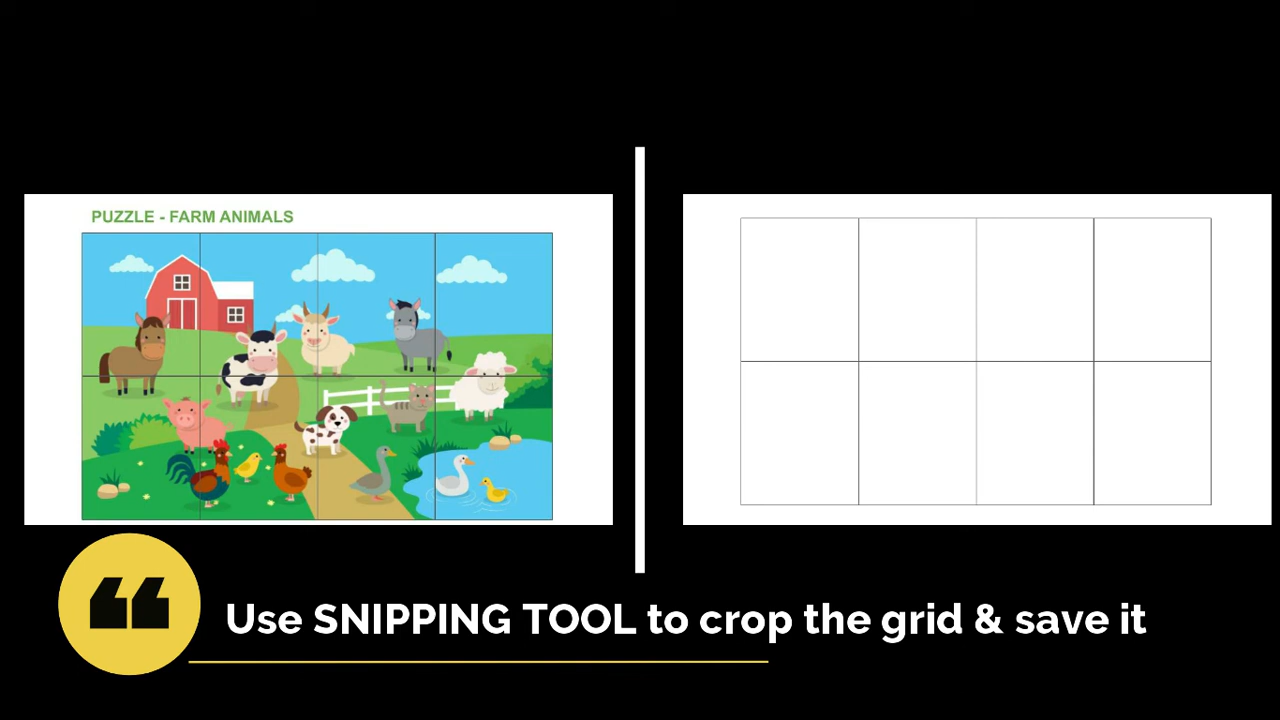 PUZZLE - FARM ANIMALS
Use SNIPPING TOOL to crop the grid & save it